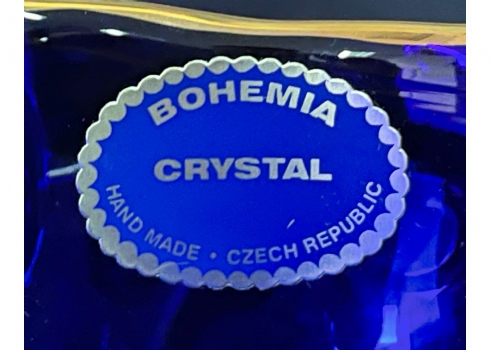 BOHEMIA
CRYSTAL
HAND MADE • CZECH REPUBLIC